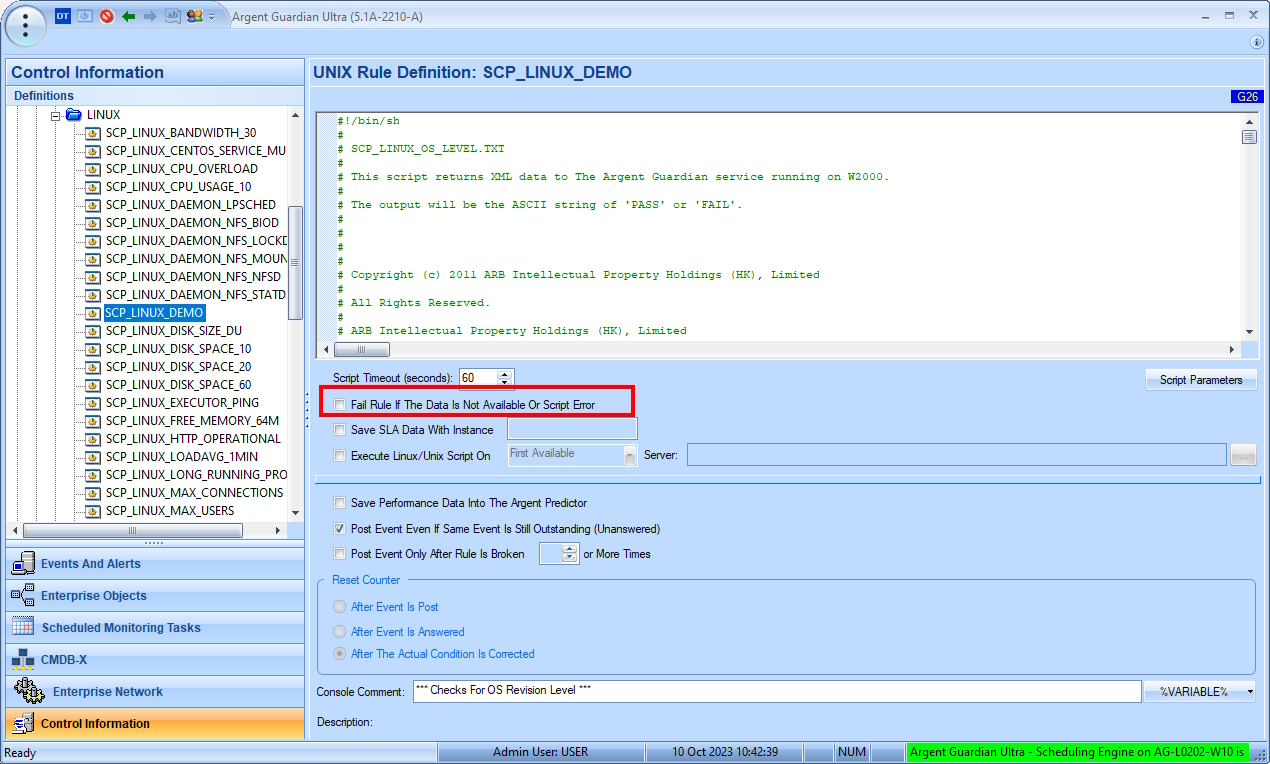 DT
ab
Argent Guardian Ultra (5.1A-2210-A)
Control Information
Definitions
LINUX
SCP_LINUX_BANDWIDTH_30
SCP_LINUX_CENTOS_SERVICE_MU
SCP_LINUX_CPU_OVERLOAD
SCP_LINUX_CPU_USAGE_10
SCP_LINUX_DAEMON_LPSCHED
SCP_LINUX_DAEMON_NFS_BIOD
SCP_LINUX_DAEMON_NFS_LOCKD
SCP_LINUX_DAEMON_NFS_MOUN
SCP_LINUX_DAEMON_NFS_NFSD
SCP_LINUX_DAEMON_NFS_STATD
SCP_LINUX_DEMO
SCP_LINUX_DISK_SIZE_DU
SCP_LINUX_DISK_SPACE_10
SCP_LINUX_DISK_SPACE_20
SCP_LINUX_DISK_SPACE_60
SCP_LINUX_EXECUTOR_PING
SCP_LINUX_FREE_MEMORY_64M
SCP_LINUX_HTTP_OPERATIONAL
SCP_LINUX_LOADAVG_1MIN
SCP_LINUX_LONG_RUNNING_PRO
SCP_LINUX_MAX_CONNECTIONS
SCP_LINUX_MAX_USERS
Events And Alerts
Enterprise Objects
Scheduled Monitoring Tasks
CMDB-X
Enterprise Network
Control Information
UNIX Rule Definition: SCP_LINUX_DEMO
G26
#!/bin/sh
#
# SCP_LINUX_OS_LEVEL.TXT
#
# This script returns XML data to The Argent Guardian service running on W2000.
#
# The output will be the ASCII string of 'PASS' or 'FAIL'.
#
#
#
#
# Copyright (c) 2011 ARB Intellectual Property Holdings (HK), Limited
#
# All Rights Reserved.
#
# ARB Intellectual Property Holdings (HK), Limited
Script Timeout (seconds): 60
Script Parameters
Fail Rule If The Data Is Not Available Or Script Error
Save SLA Data With Instance
Execute Linux/Unix Script On First Available Server: ...
Save Performance Data Into The Argent Predictor
Post Event Even If Same Event Is Still Outstanding (Unanswered)
Post Event Only After Rule Is Broken or More Times
Reset Counter
After Event Is Post
After Event Is Answered
After The Actual Condition Is Corrected
Console Comment: *** Checks For OS Revision Level *** %VARIABLE%
Description:
Ready Admin User: USER 10 Oct 2023 10:42:39 NUM Argent Guardian Ultra - Scheduling Engine on AG-L0202-W10 is